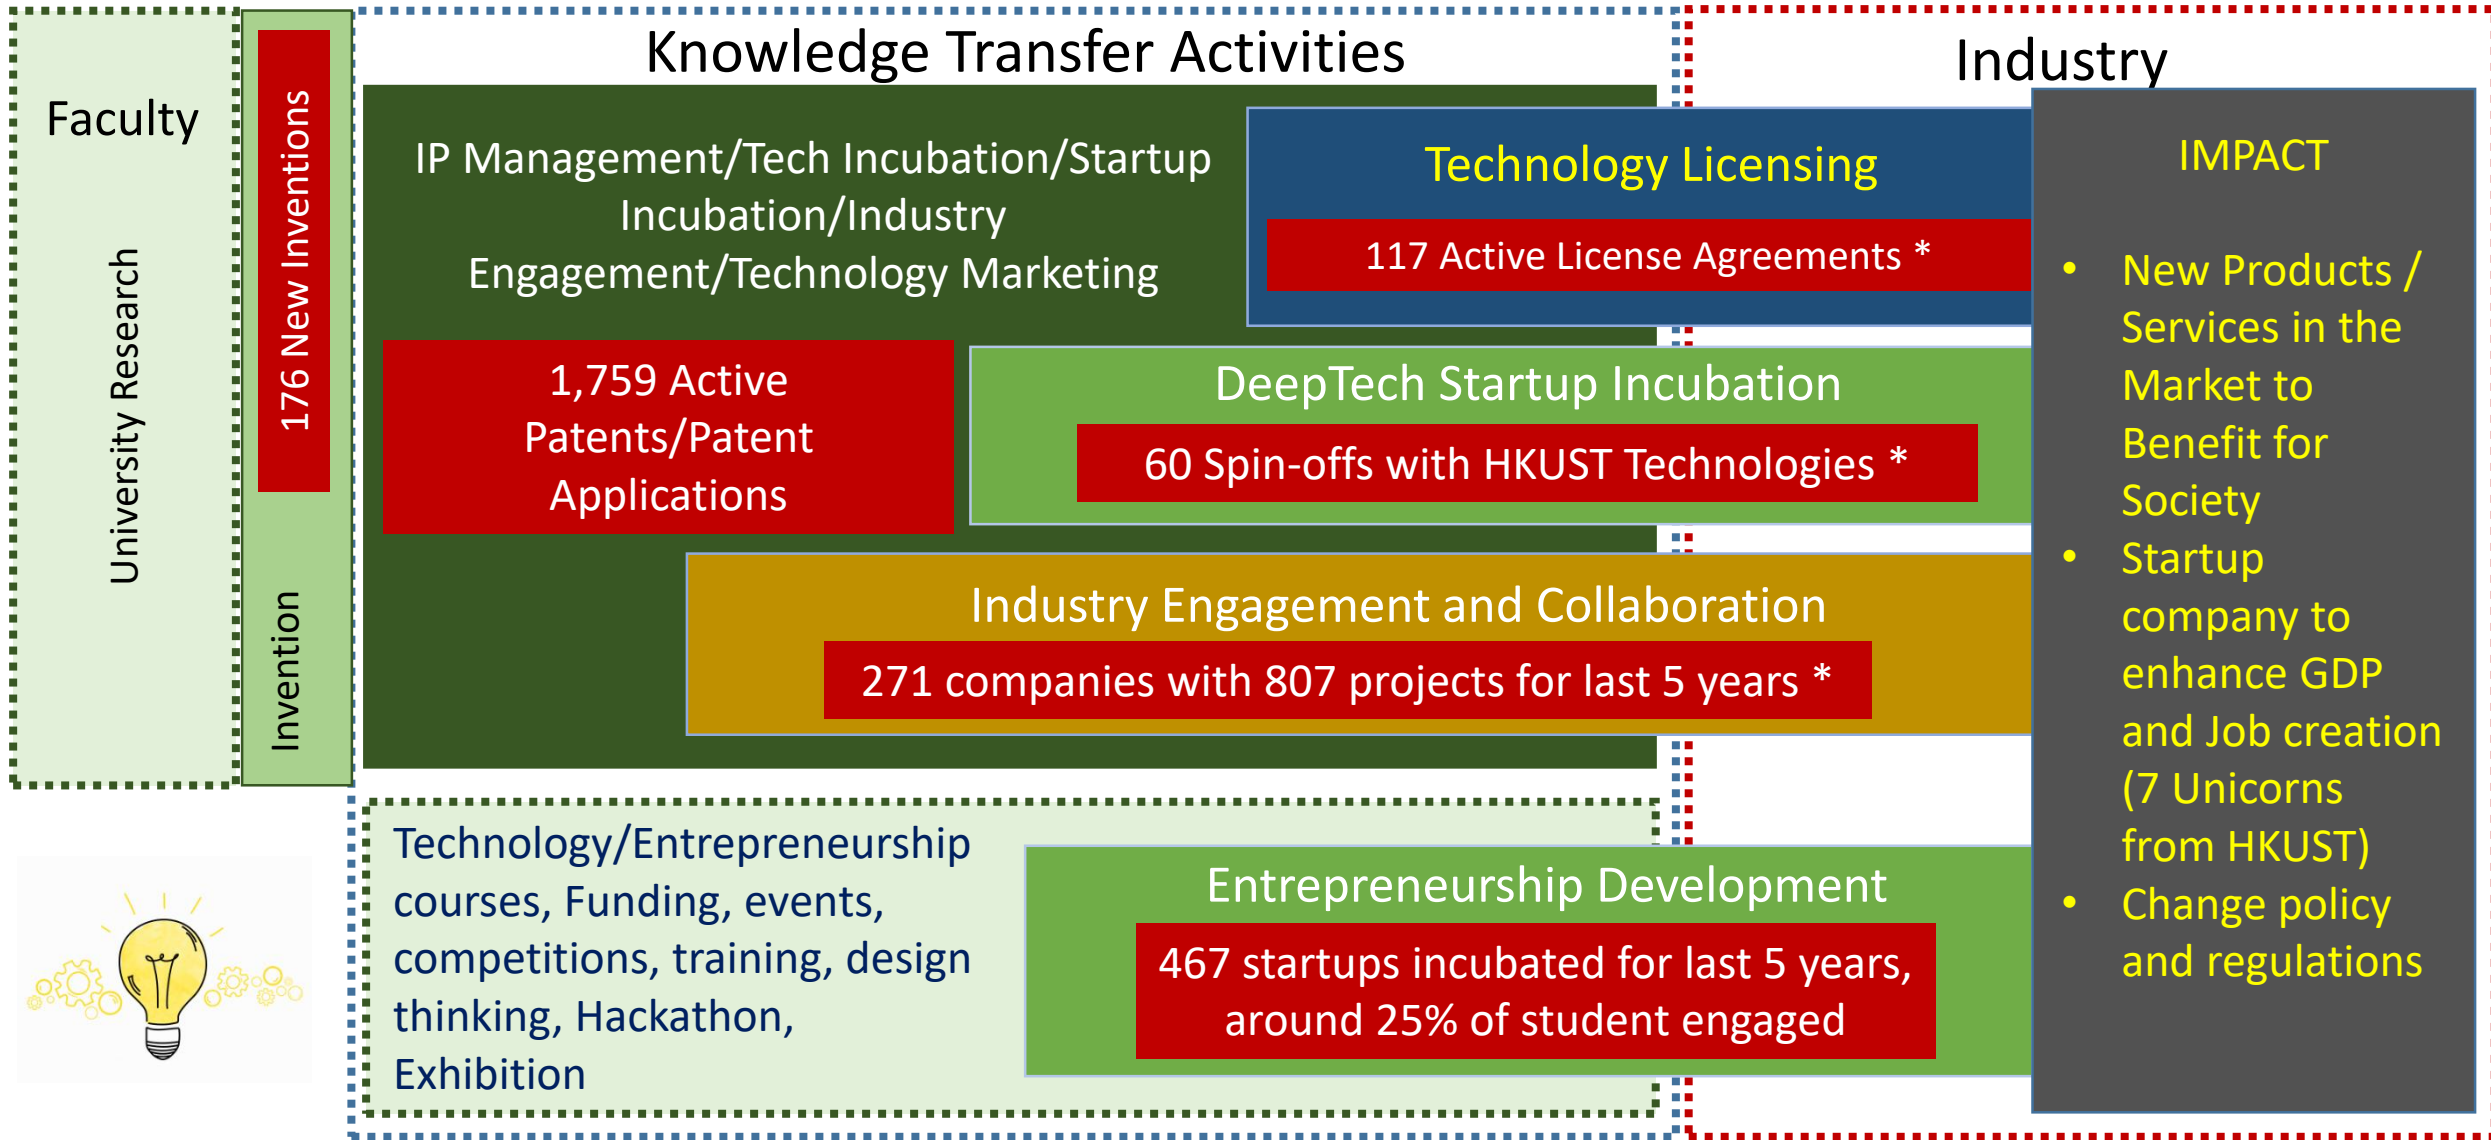 Faculty
University Research
176 New Inventions
Invention
Knowledge Transfer Activities
IP Management/Tech Incubation/Startup
Incubation/Industry
Engagement/Technology Marketing
1,759 Active
Patents/Patent
Applications
Technology Licensing
117 Active License Agreements *
DeepTech Startup Incubation
60 Spin-offs with HKUST Technologies *
Industry Engagement and Collaboration
271 companies with 807 projects for last 5 years *
Technology/Entrepreneurship
courses, Funding, events,
competitions, training, design
thinking, Hackathon,
Exhibition
Entrepreneurship Development
467 startups incubated for last 5 years,
around 25% of student engaged
Industry
IMPACT
• New Products /
Services in the
Market to
Benefit for
Society
• Startup
company to
enhance GDP
and Job creation
(7 Unicorns
from HKUST)
• Change policy
and regulations